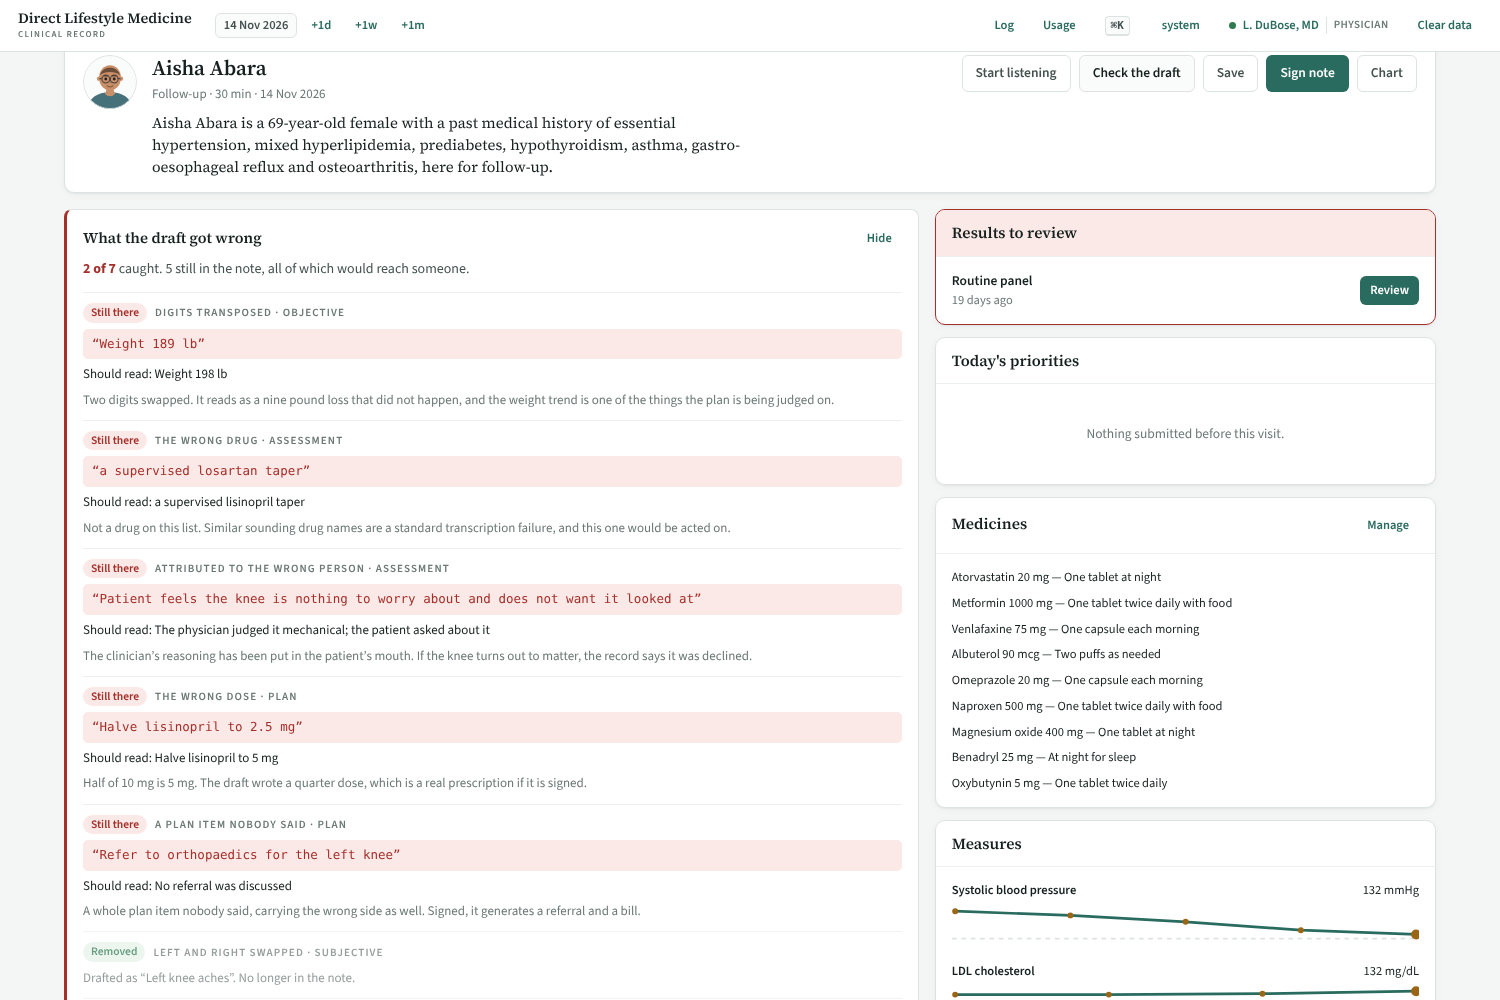 Direct Lifestyle Medicine
CLINICAL RECORD
14 Nov 2026
+1d
+1w
+1m
Log
Usage
⌘K
system
L. DuBose, MD
PHYSICIAN
Clear data
Aisha Abara
Follow-up · 30 min · 14 Nov 2026
Start listening
Check the draft
Save
Sign note
Chart
Aisha Abara is a 69-year-old female with a past medical history of essential
hypertension, mixed hyperlipidemia, prediabetes, hypothyroidism, asthma, gastro-
oesophageal reflux and osteoarthritis, here for follow-up.
What the draft got wrong
Hide
2 of 7 caught. 5 still in the note, all of which would reach someone.
Still there
DIGITS TRANSPOSED · OBJECTIVE
“Weight 189 lb”
Should read: Weight 198 lb
Two digits swapped. It reads as a nine pound loss that did not happen, and the weight trend is one of the things the plan is being judged on.
Still there
THE WRONG DRUG · ASSESSMENT
“a supervised losartan taper”
Should read: a supervised lisinopril taper
Not a drug on this list. Similar sounding drug names are a standard transcription failure, and this one would be acted on.
Still there
ATTRIBUTED TO THE WRONG PERSON · ASSESSMENT
“Patient feels the knee is nothing to worry about and does not want it looked at”
Should read: The physician judged it mechanical; the patient asked about it
The clinician’s reasoning has been put in the patient’s mouth. If the knee turns out to matter, the record says it was declined.
Still there
THE WRONG DOSE · PLAN
“Halve lisinopril to 2.5 mg”
Should read: Halve lisinopril to 5 mg
Half of 10 mg is 5 mg. The draft wrote a quarter dose, which is a real prescription if it is signed.
Still there
A PLAN ITEM NOBODY SAID · PLAN
“Refer to orthopaedics for the left knee”
Should read: No referral was discussed
A whole plan item nobody said, carrying the wrong side as well. Signed, it generates a referral and a bill.
Removed
LEFT AND RIGHT SWAPPED · SUBJECTIVE
Drafted as “Left knee aches”. No longer in the note.
Results to review
Routine panel
19 days ago
Review
Today's priorities
Nothing submitted before this visit.
Medicines
Manage
Atorvastatin 20 mg — One tablet at night
Metformin 1000 mg — One tablet twice daily with food
Venlafaxine 75 mg — One capsule each morning
Albuterol 90 mcg — Two puffs as needed
Omeprazole 20 mg — One capsule each morning
Naproxen 500 mg — One tablet twice daily with food
Magnesium oxide 400 mg — One tablet at night
Benadryl 25 mg — At night for sleep
Oxybutynin 5 mg — One tablet twice daily
Measures
Systolic blood pressure
132 mmHg
LDL cholesterol
132 mg/dL